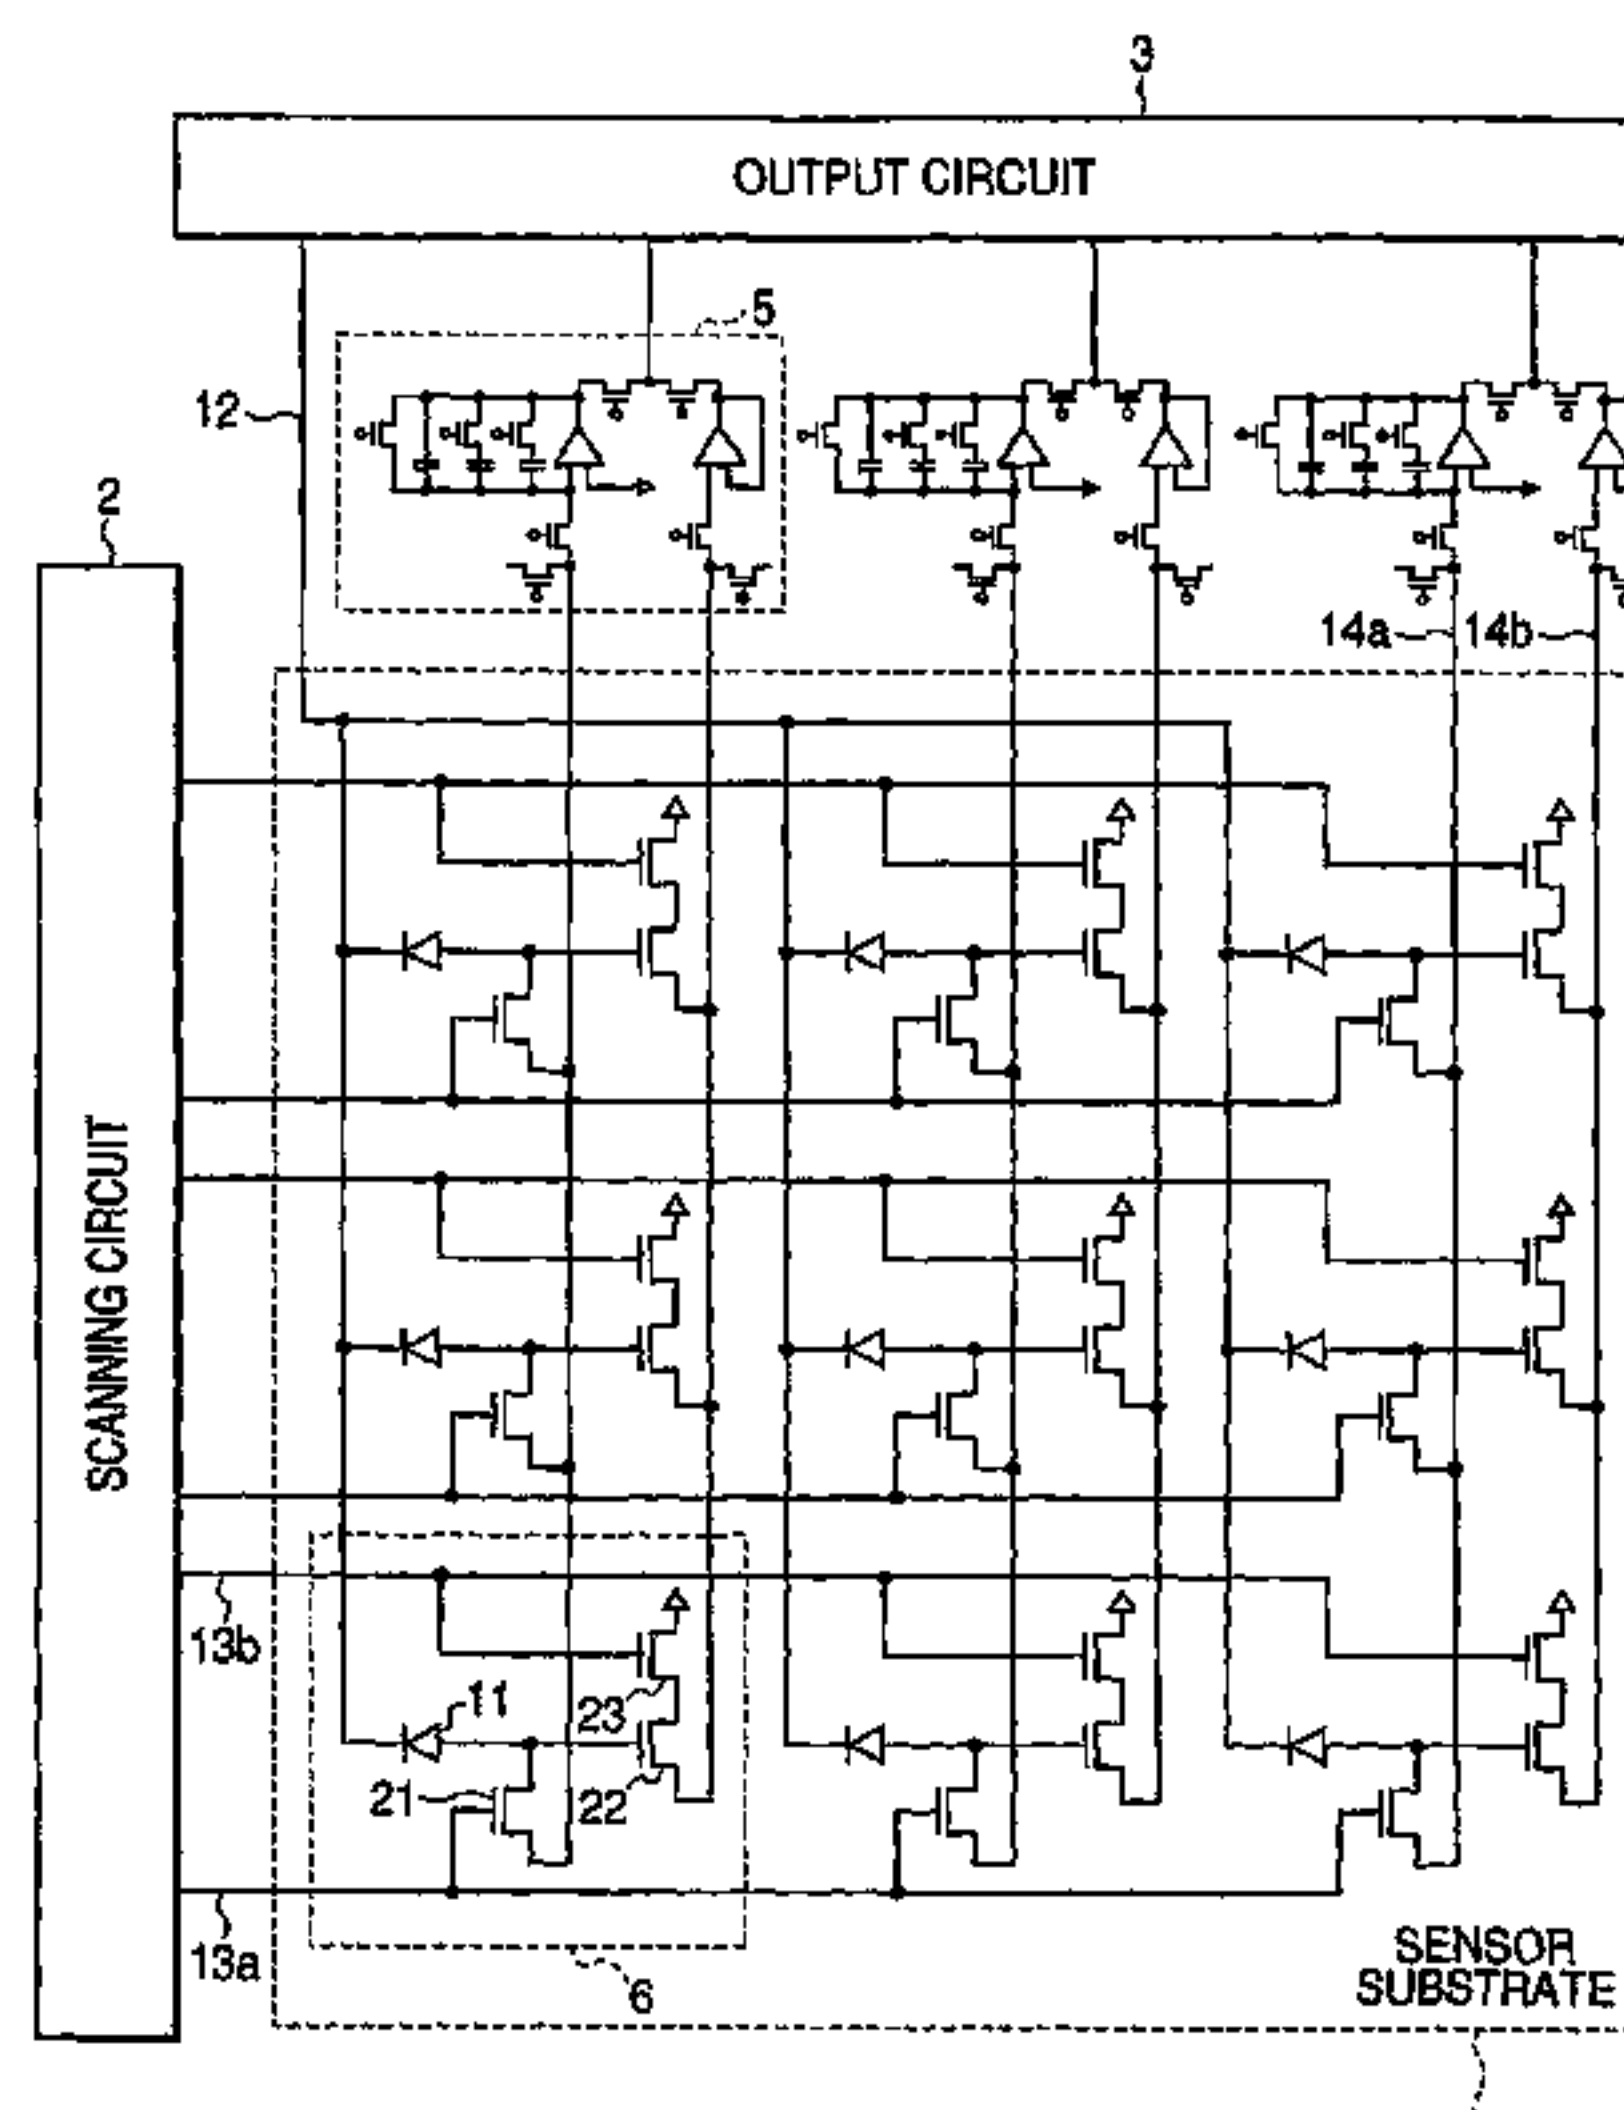 3
OUTPUT CIRCUIT
5
12
2
14a
14b
SCANNING CIRCUIT
13b
11
23
21
22
13a
6
SENSOR
SUBSTRATE